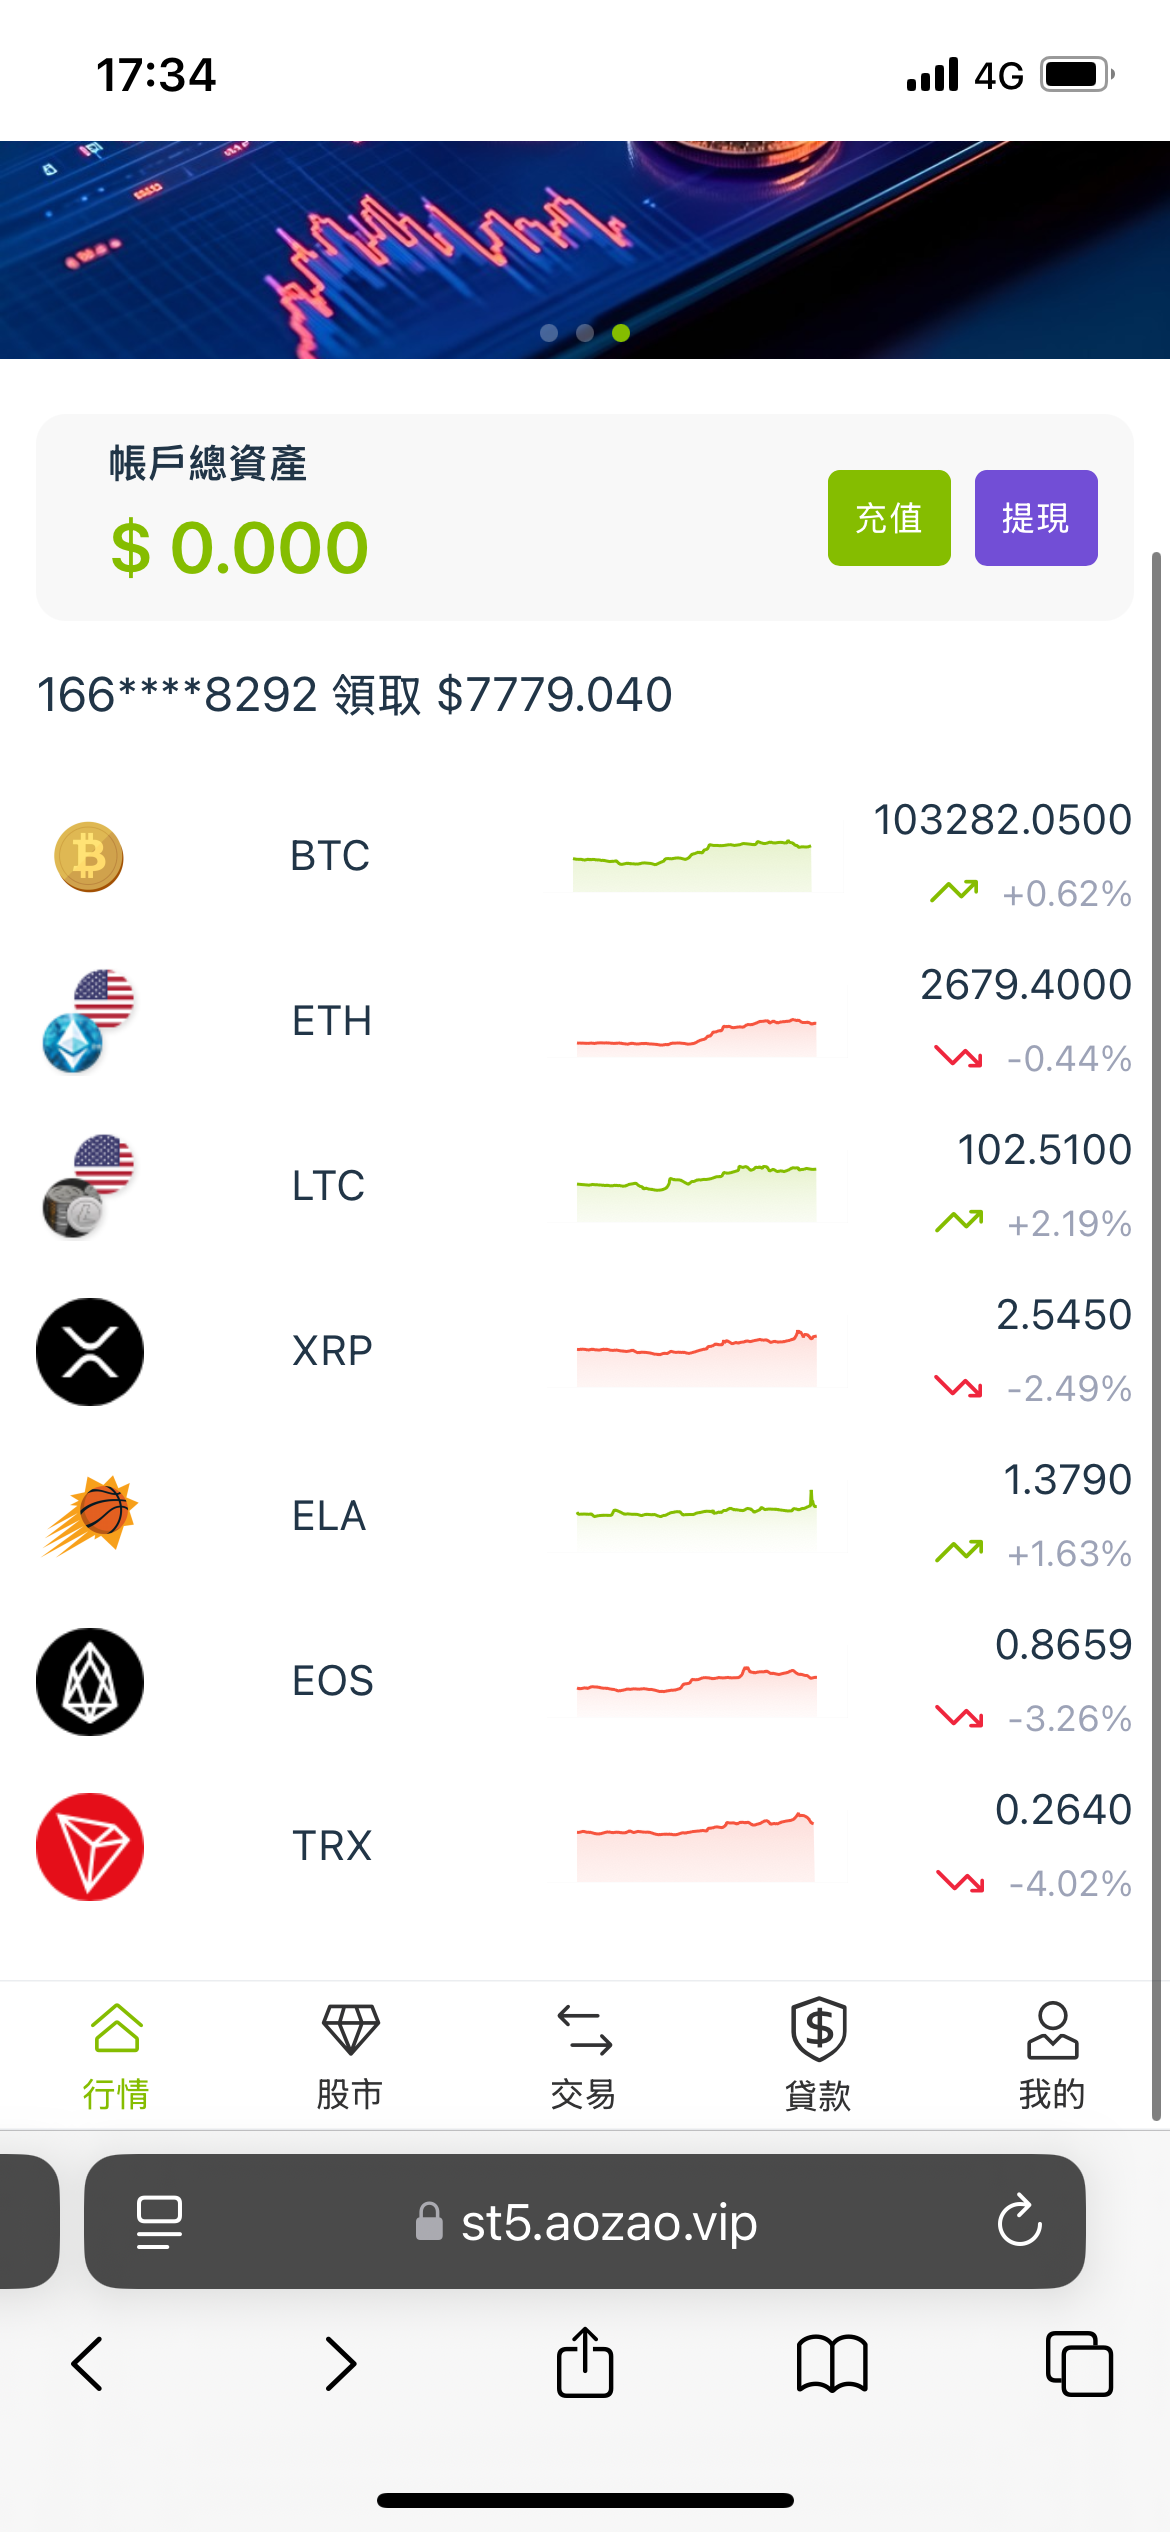 17:34 4G
帳戶總資產
$ 0.000
充值 提現
166****8292 領取 $7779.040
BTC 103282.0500
+0.62%
ETH 2679.4000
-0.44%
LTC 102.5100
+2.19%
XRP 2.5450
-2.49%
ELA 1.3790
+1.63%
EOS 0.8659
-3.26%
TRX 0.2640
-4.02%
行情 股市 交易 貸款 我的
st5.aozao.vip